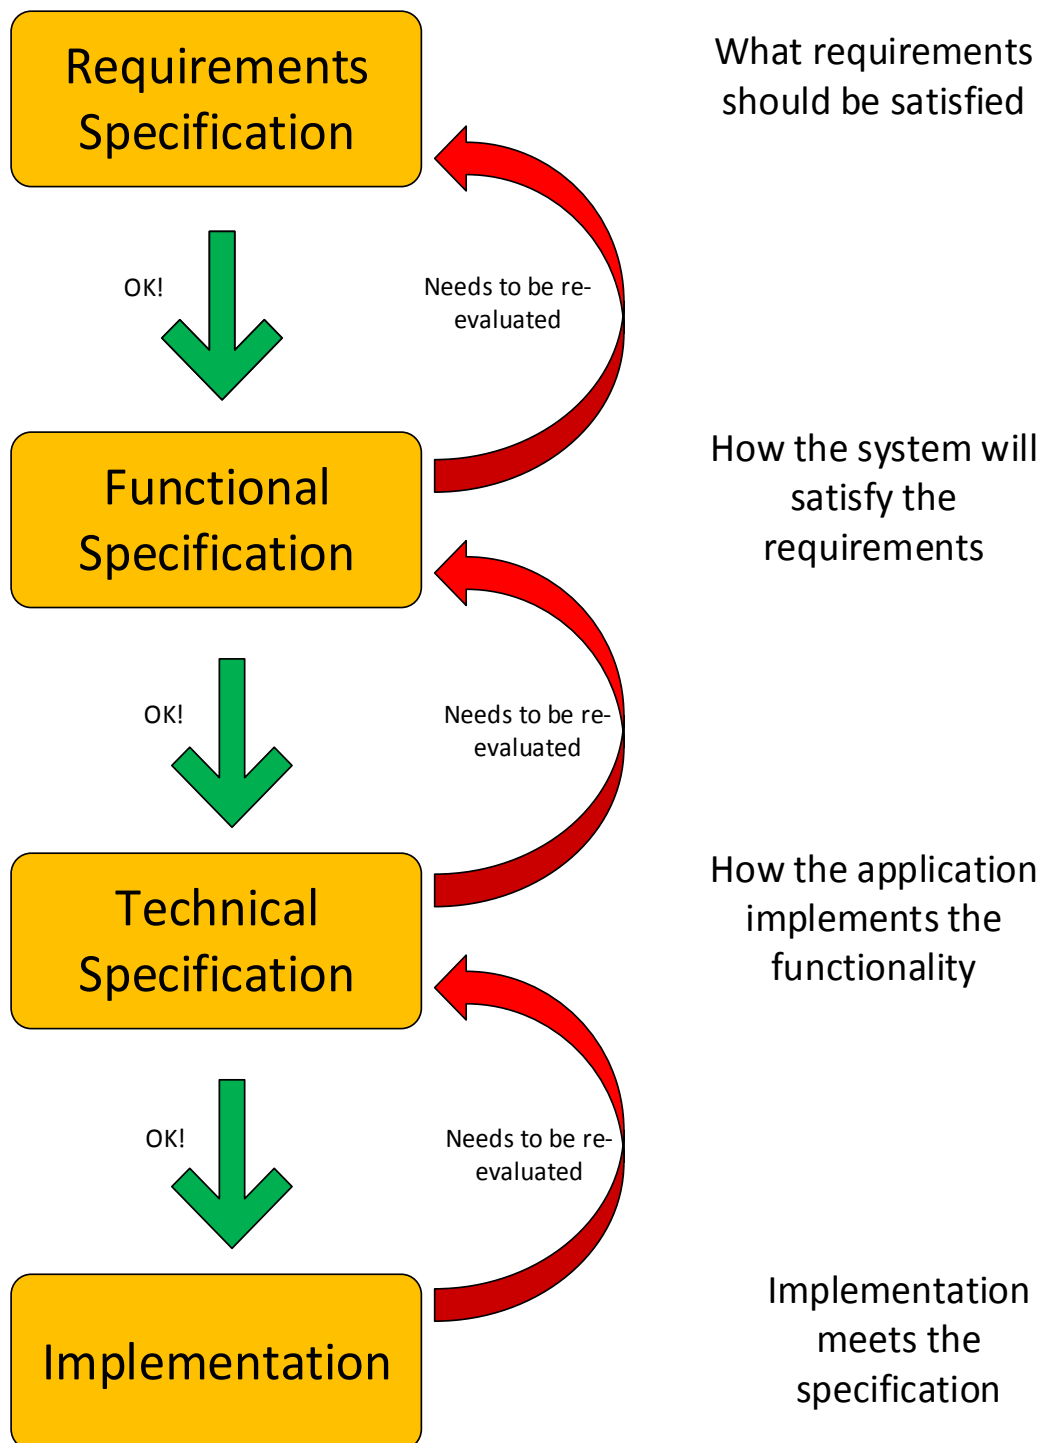 Requirements
Specification
What requirements
should be satisfied
OK!
Needs to be re-
evaluated
Functional
Specification
How the system will
satisfy the
requirements
OK!
Needs to be re-
evaluated
Technical
Specification
How the application
implements the
functionality
OK!
Needs to be re-
evaluated
Implementation
Implementation
meets the
specification